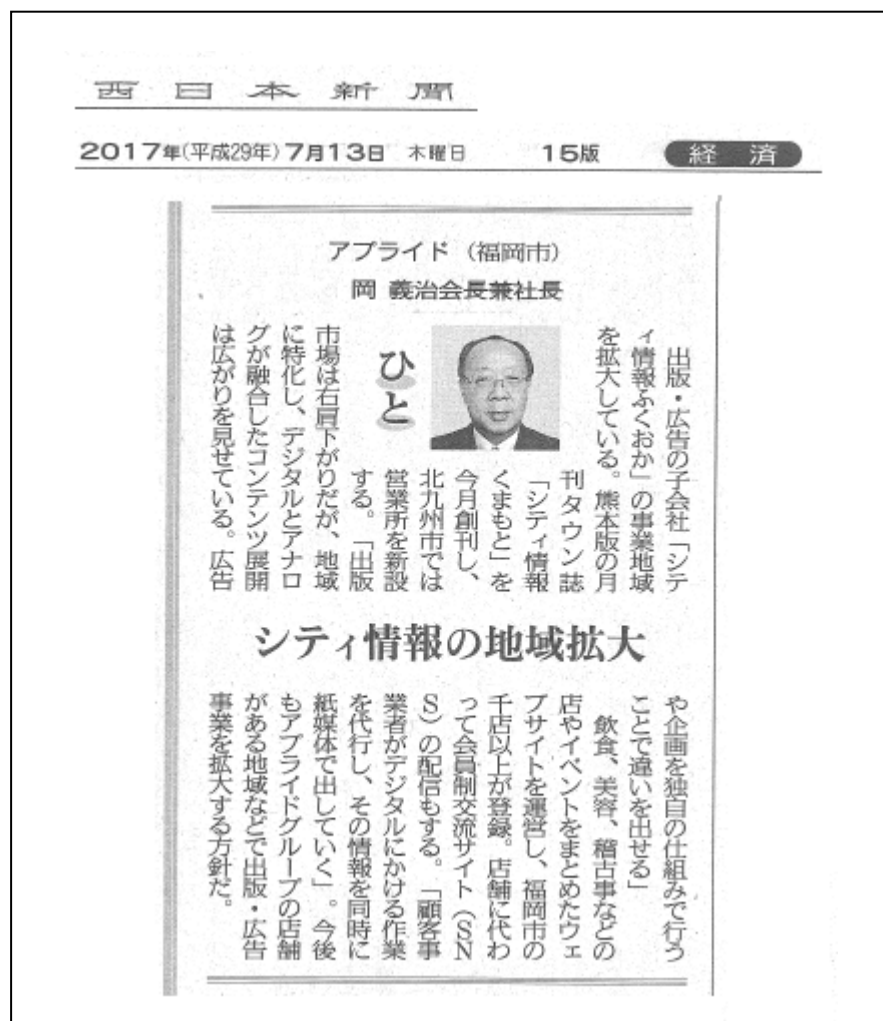 西日本新聞
2017年(平成29年)7月13日 木曜日 15版 経済
アプライド(福岡市)
岡 義治会長兼社長
ひと
出版・広告の子会社「シテ
ィ情報ふくおか」の事業地域
を拡大している。熊本版の月
刊タウン誌
「シティ情報
くまもと」を
今月創刊し、
北九州市では
営業所を新設
する。「出版
市場は右肩下がりだが、地域
に特化し、デジタルとアナロ
グが融合したコンテンツ展開
は広がりを見せている。広告
シティ情報の地域拡大
や企画を独自の仕組みで行う
ことで違いを出せる」
飲食、美容、稽古事などの
店やイベントをまとめたウェ
ブサイトを運営し、福岡市の
千店以上が登録。店舗に代わ
って会員制交流サイト(SN
S)の配信もする。「顧客事
業者がデジタルにかける作業
を代行し、その情報を同時に
紙媒体で出していく」。今後
もアプライドグループの店舗
がある地域などで出版・広告
事業を拡大する方針だ。